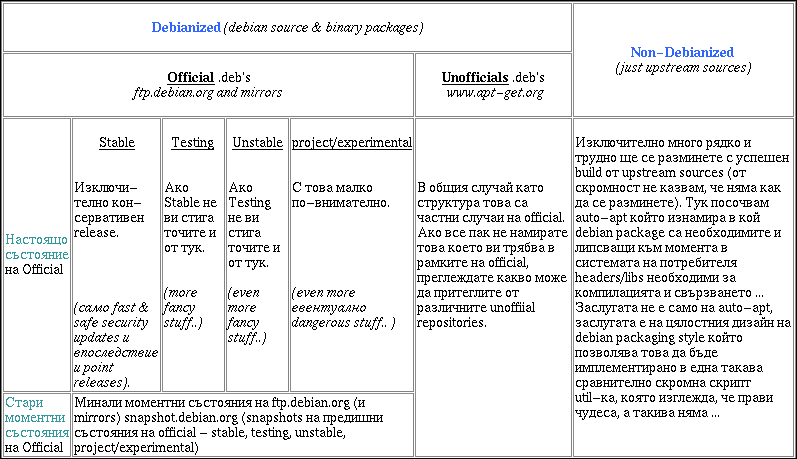 Debianized (debian source & binary packages)
Non-Debianized
(just upstream sources)
Official .deb's
ftp.debian.org and mirrors
Unofficials .deb's
www.apt-get.org
Настоящо
състояние
на Official
Stable
Изключи-
телно кон-
сервативен
release.
(само fast &
safe security
updates и
впоследствие
и point
releases).
Testing
Ако
Stable не
ви стига
точите и
от тук.
(more
fancy
stuff..)
Unstable
Ако
Testing
не ви
стига
точите и
от тук.
(even
more
fancy
stuff..)
project/experimental
С това малко
по-внимателно.
(even more
евентуално
dangerous stuff.. )
В общия случай като
структура това са
частни случаи на official.
Ако все пак не намирате
това което ви трябва в
рамките на official,
преглеждате какво може
да притеглите от
различните unoffiial
repositories.
Изключително много рядко и
трудно ще се разминете с успешен
build от upstream sources (от
скромност не казвам, че няма как
да се разминете). Тук посочвам
auto-apt който изнамира в кой
debian package са необходимите и
липсващи към момента в
системата на потребителя
headers/libs необходими за
компилацията и свързването ...
Заслугата не е само на auto-apt,
заслугата е на цялостния дизайн на
debian packaging style който
позволява това да бъде
имплементирано в една такава
сравнително скромна скрипт
util-ка, която изглежда, че прави
чудеса, а такива няма ...
Стари
моментни
състояния
на Official
Минали моментни състояния на ftp.debian.org (и
mirrors) snapshot.debian.org (snapshots на предишни
състояния на official - stable, testing, unstable,
project/experimental)